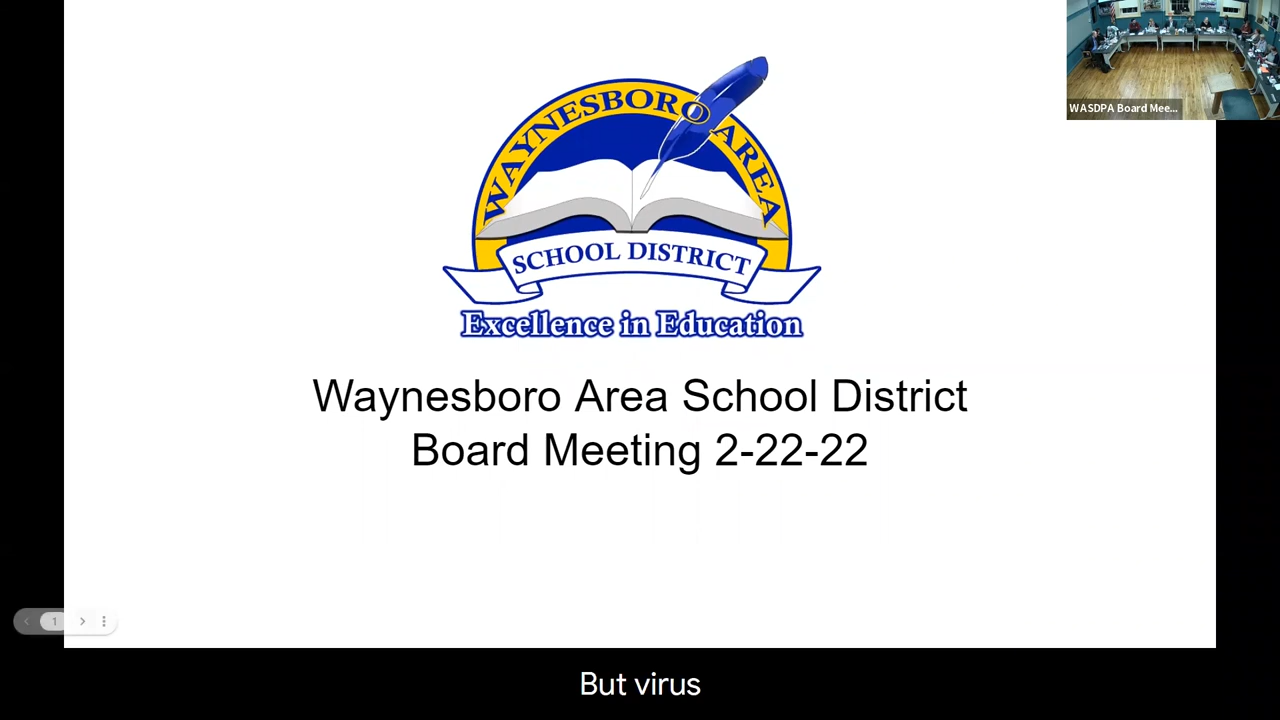 WAYNESBORO AREA
SCHOOL DISTRICT
Excellence in Education
Waynesboro Area School District
Board Meeting 2-22-22
WASDPA Board Mee...
1
But virus